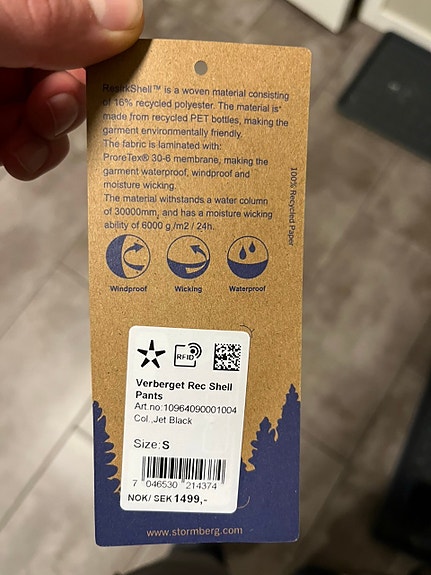 ResirkShell™ is a woven material consisting
of 16% recycled polyester. The material is
made from recycled PET bottles, making the
garment environmentally friendly.
The fabric is laminated with:
ProreTex® 30-6 membrane, making the
garment waterproof, windproof and
moisture wicking.
The material withstands a water column
of 30000mm, and has a moisture wicking
ability of 6000 g/m2 / 24h.
100% Recycled Paper
Windproof Wicking Waterproof
RFID
Verberget Rec Shell
Pants
Art.no:10964090001004
Col.:Jet Black
Size:S
7 046530 214374
NOK/ SEK 1499,-
www.stormberg.com